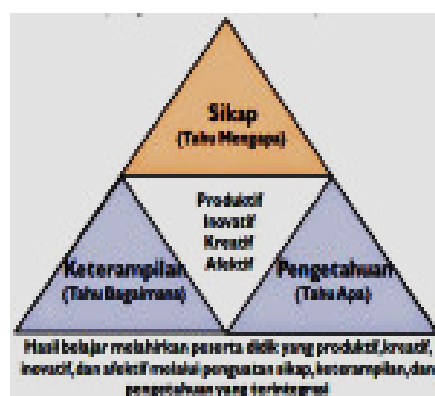 Sikap
(Tahu Mengapa)
Produktif
Inovatif
Kreatif
Afektif
Keterampilan
(Tahu Bagaimana)
Pengetahuan
(Tahu Apa)
Hasil belajar melahirkan peserta didik yang produktif, kreatif,
inovatif, dan afektif melalui penguatan sikap, keterampilan, dan
pengetahuan yang terintegrasi